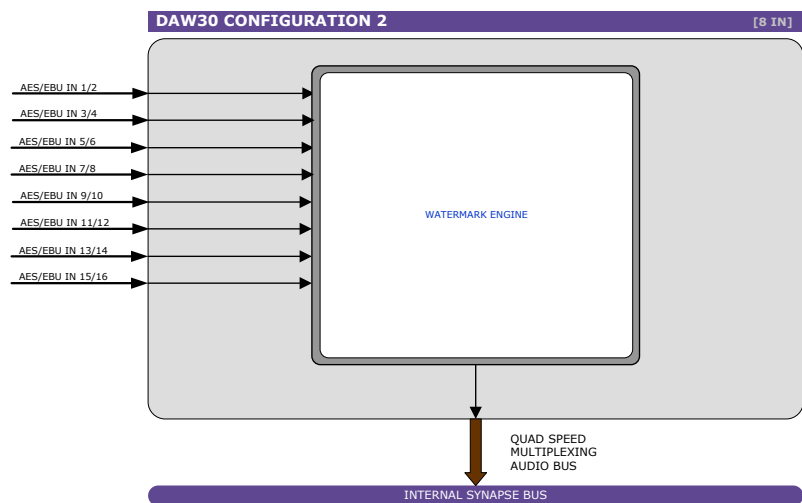 DAW30 CONFIGURATION 2 [8 IN]
AES/EBU IN 1/2
AES/EBU IN 3/4
AES/EBU IN 5/6
AES/EBU IN 7/8
AES/EBU IN 9/10
AES/EBU IN 11/12
AES/EBU IN 13/14
AES/EBU IN 15/16
WATERMARK ENGINE
QUAD SPEED
MULTIPLEXING
AUDIO BUS
INTERNAL SYNAPSE BUS